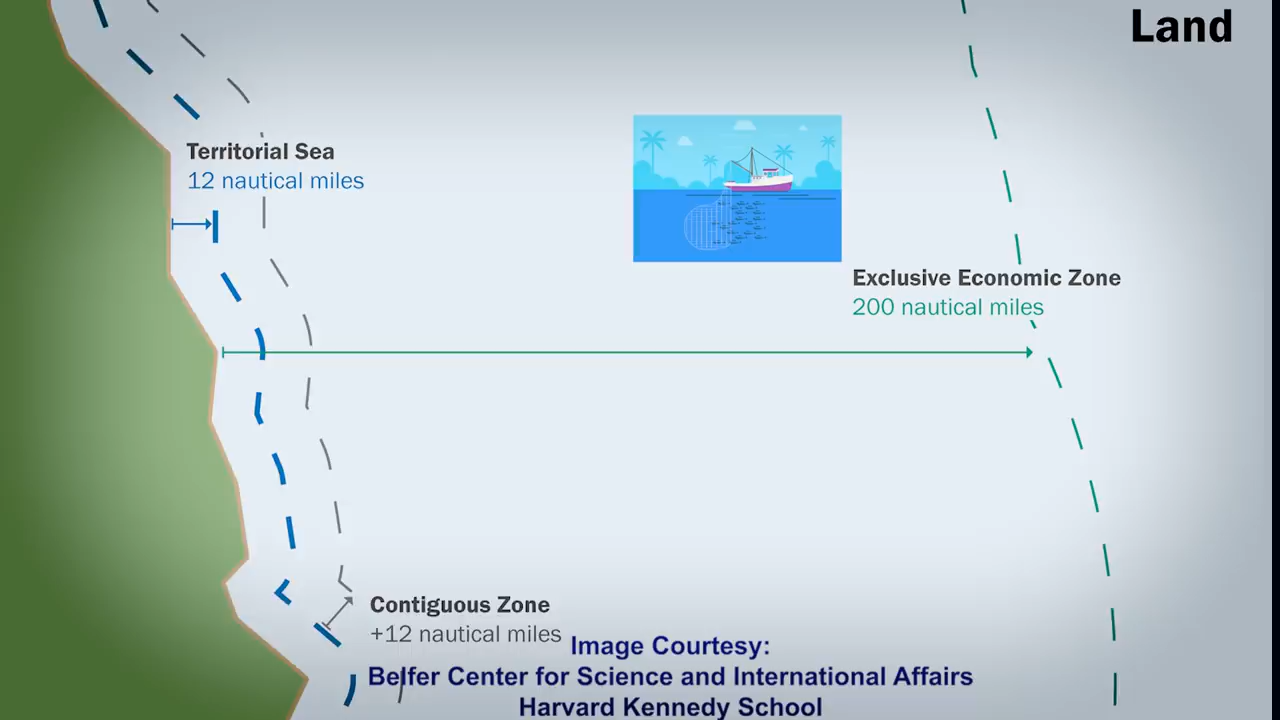 Land
Territorial Sea
12 nautical miles
Exclusive Economic Zone
200 nautical miles
Contiguous Zone
+12 nautical miles
Image Courtesy:
Belfer Center for Science and International Affairs
Harvard Kennedy School